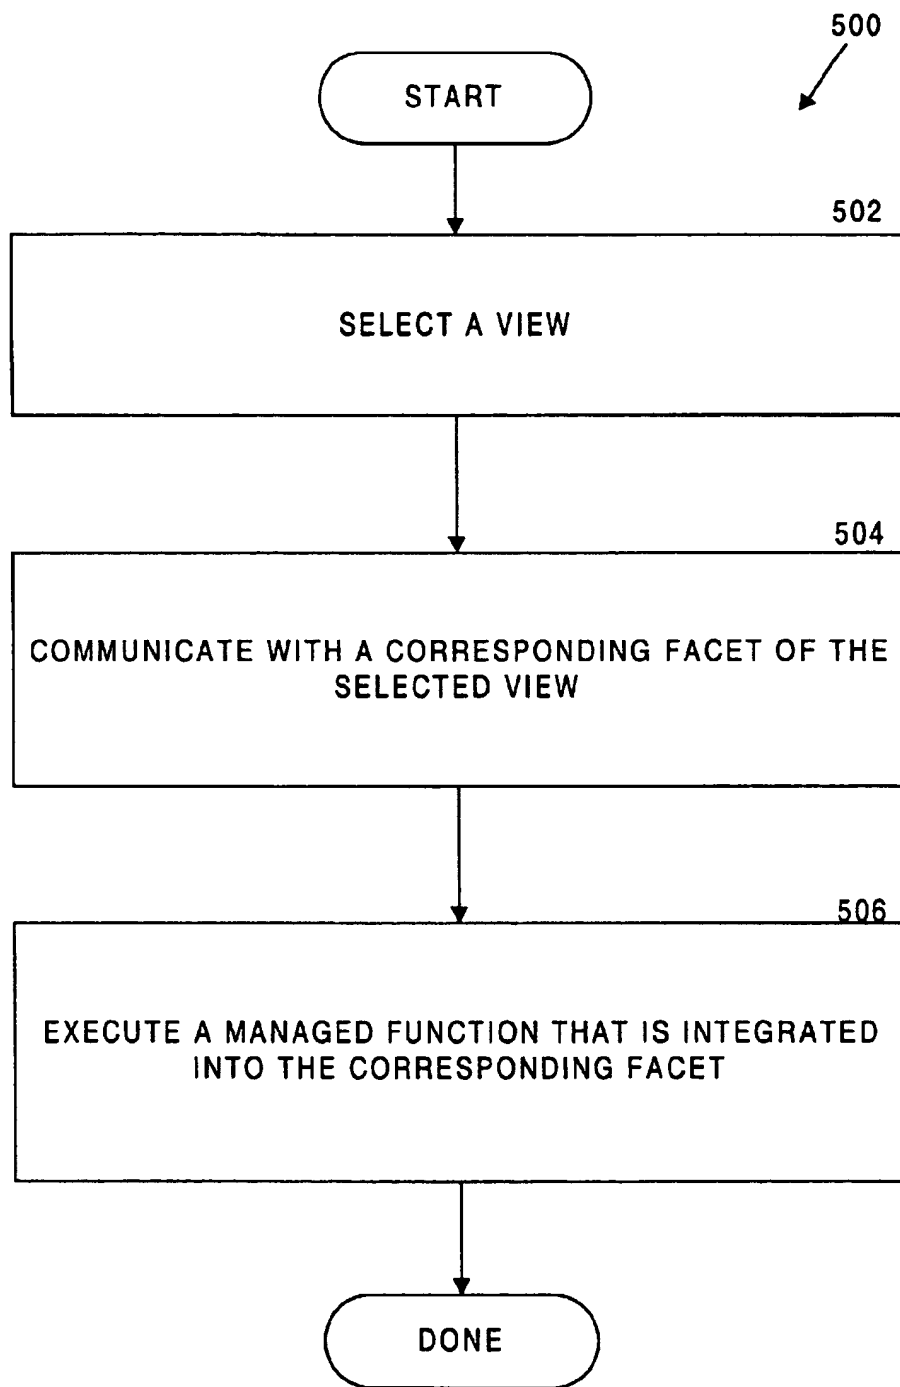 500
START
502
SELECT A VIEW
504
COMMUNICATE WITH A CORRESPONDING FACET OF THE
SELECTED VIEW
506
EXECUTE A MANAGED FUNCTION THAT IS INTEGRATED
INTO THE CORRESPONDING FACET
DONE